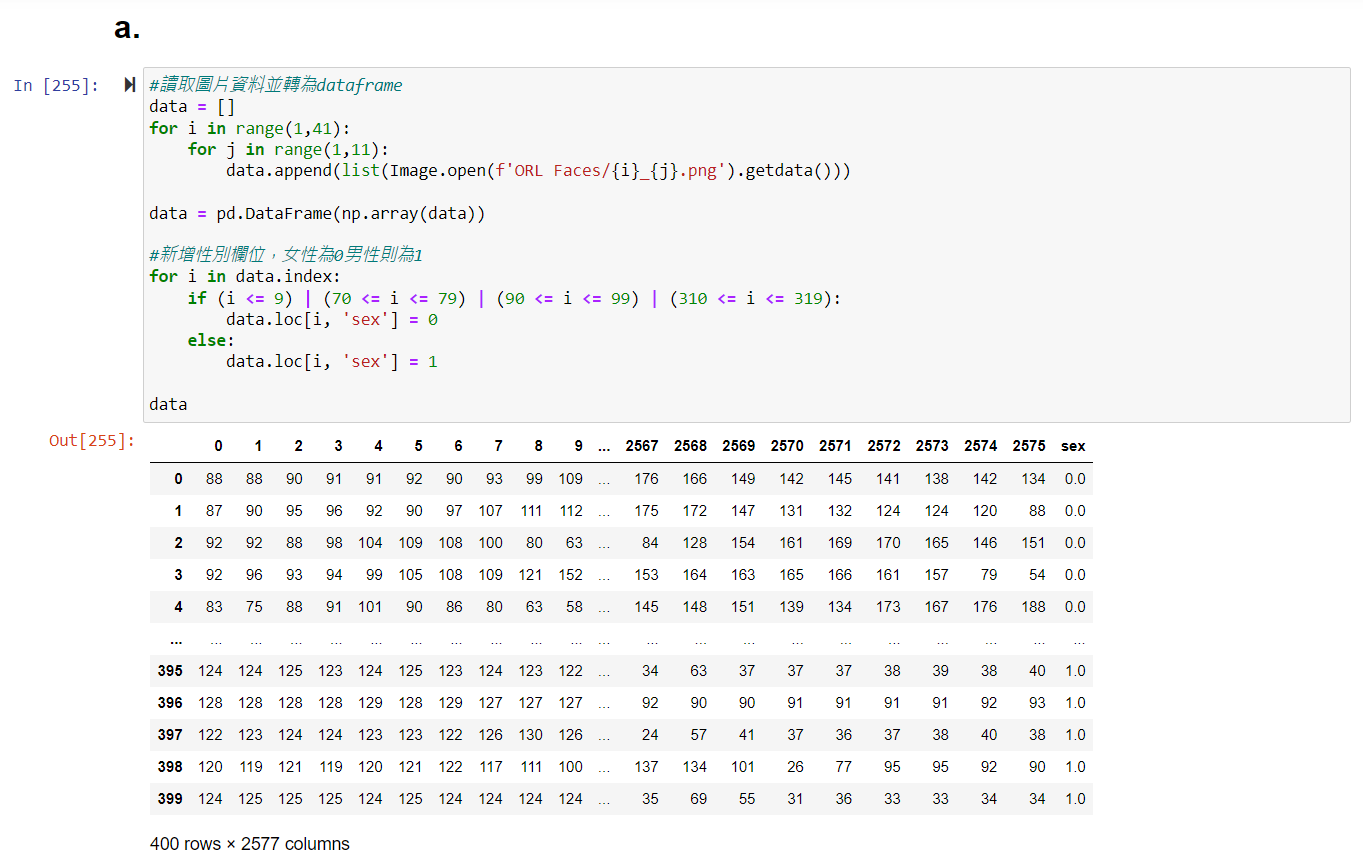 a.
In [255]:
#讀取圖片資料並轉為dataframe
data = []
for i in range(1,41):
    for j in range(1,11):
        data.append(list(Image.open(f'ORL Faces/{i}_{j}.png').getdata()))
data = pd.DataFrame(np.array(data))
#新增性別欄位，女性為0男性則為1
for i in data.index:
    if (i <= 9) | (70 <= i <= 79) | (90 <= i <= 99) | (310 <= i <= 319):
        data.loc[i, 'sex'] = 0
    else:
        data.loc[i, 'sex'] = 1
data
Out[255]:
0 1 2 3 4 5 6 7 8 9 ... 2567 2568 2569 2570 2571 2572 2573 2574 2575 sex
0 88 88 90 91 91 92 90 93 99 109 ... 176 166 149 142 145 141 138 142 134 0.0
1 87 90 95 96 92 90 97 107 111 112 ... 175 172 147 131 132 124 124 120 88 0.0
2 92 92 88 98 104 109 108 100 80 63 ... 84 128 154 161 169 170 165 146 151 0.0
3 92 96 93 94 99 105 108 109 121 152 ... 153 164 163 165 166 161 157 79 54 0.0
4 83 75 88 91 101 90 86 80 63 58 ... 145 148 151 139 134 173 167 176 188 0.0
... ... ... ... ... ... ... ... ... ... ... ... ... ... ... ... ... ... ... ... ... ...
395 124 124 125 123 124 125 123 124 123 122 ... 34 63 37 37 37 38 39 38 40 1.0
396 128 128 128 128 129 128 129 127 127 127 ... 92 90 90 91 91 91 91 92 93 1.0
397 122 123 124 124 123 123 122 126 130 126 ... 24 57 41 37 36 37 38 40 38 1.0
398 120 119 121 119 120 121 122 117 111 100 ... 137 134 101 26 77 95 95 92 90 1.0
399 124 125 125 125 124 125 124 124 124 124 ... 35 69 55 31 36 33 33 34 34 1.0
400 rows × 2577 columns